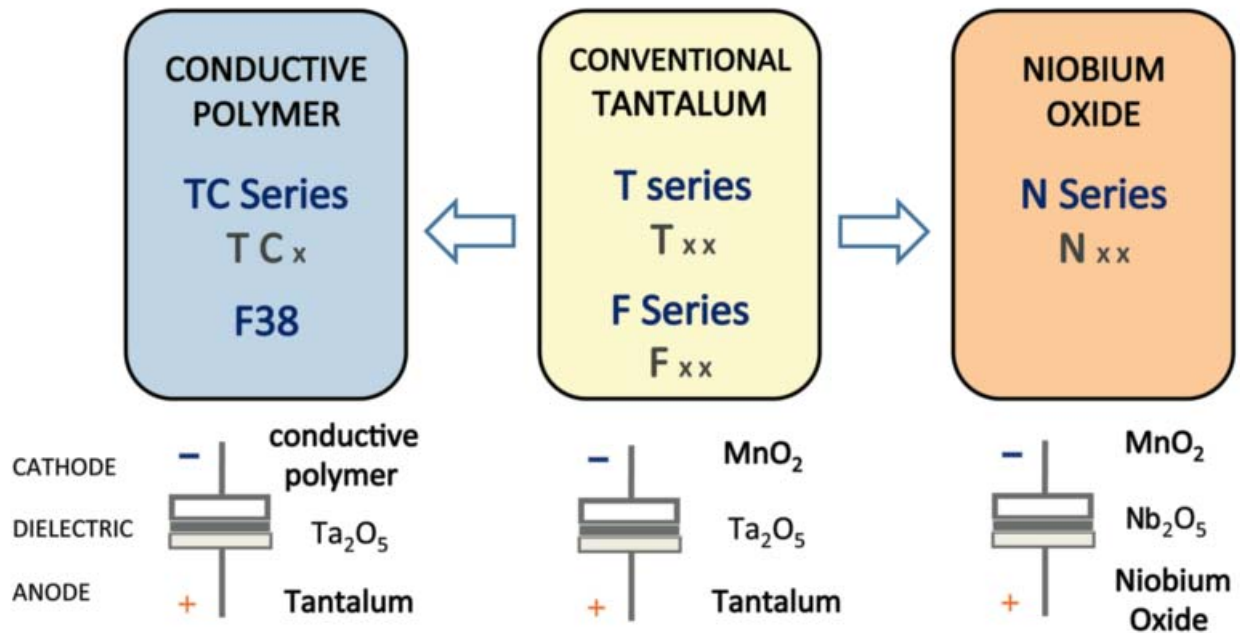 CONDUCTIVE
POLYMER
TC Series
T C x
F38
CONVENTIONAL
TANTALUM
T series
T x x
F Series
F x x
NIOBIUM
OXIDE
N Series
N x x
CATHODE
DIELECTRIC
ANODE
−
conductive
polymer
Ta₂O₅
+
Tantalum
−
MnO₂
Ta₂O₅
+
Tantalum
−
MnO₂
Nb₂O₅
+
Niobium
Oxide